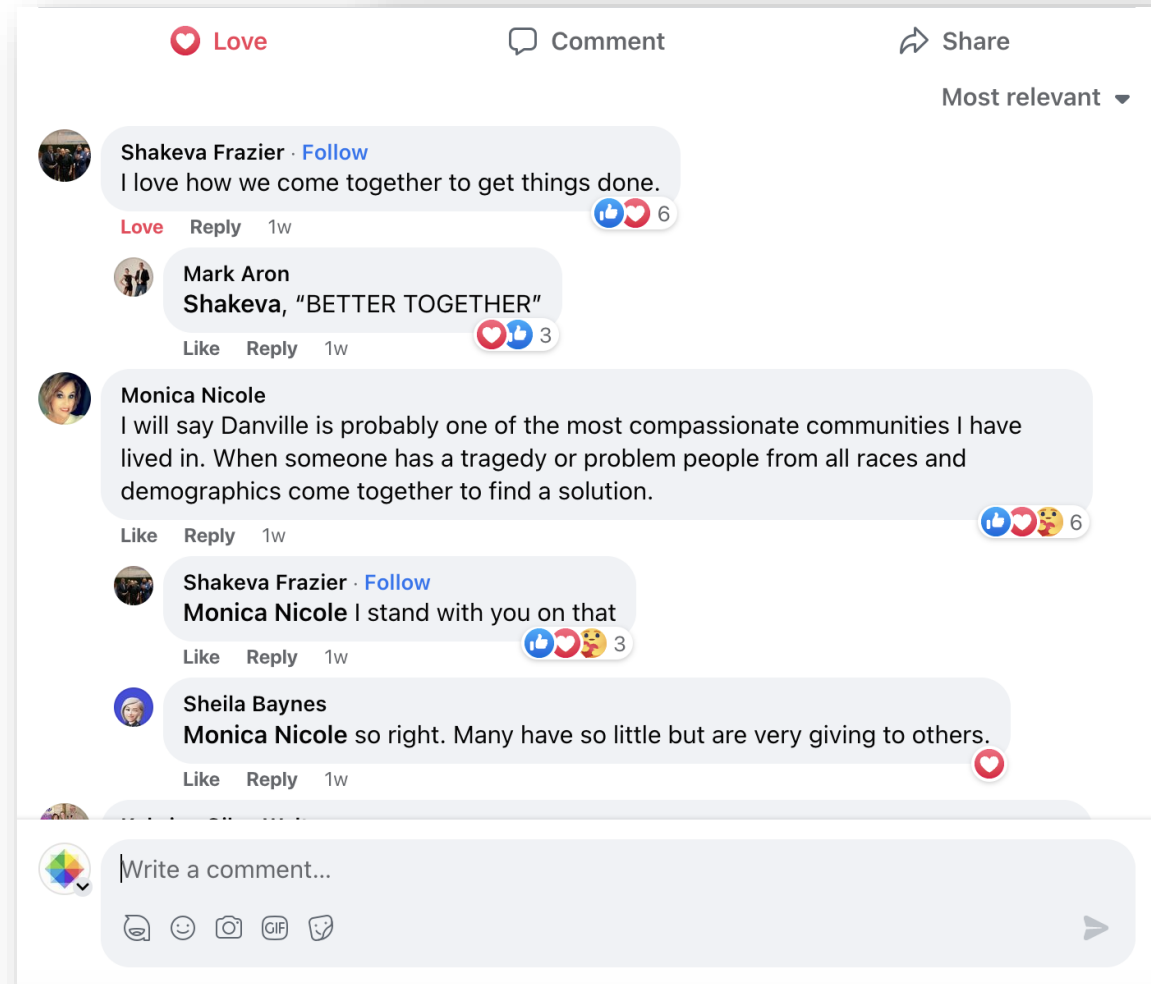 Love Comment Share
Most relevant
Shakeva Frazier · Follow
I love how we come together to get things done.
6
Love Reply 1w
Mark Aron
Shakeva, “BETTER TOGETHER”
3
Like Reply 1w
Monica Nicole
I will say Danville is probably one of the most compassionate communities I have
lived in. When someone has a tragedy or problem people from all races and
demographics come together to find a solution.
6
Like Reply 1w
Shakeva Frazier · Follow
Monica Nicole I stand with you on that
3
Like Reply 1w
Sheila Baynes
Monica Nicole so right. Many have so little but are very giving to others.
Like Reply 1w
Write a comment...
GIF